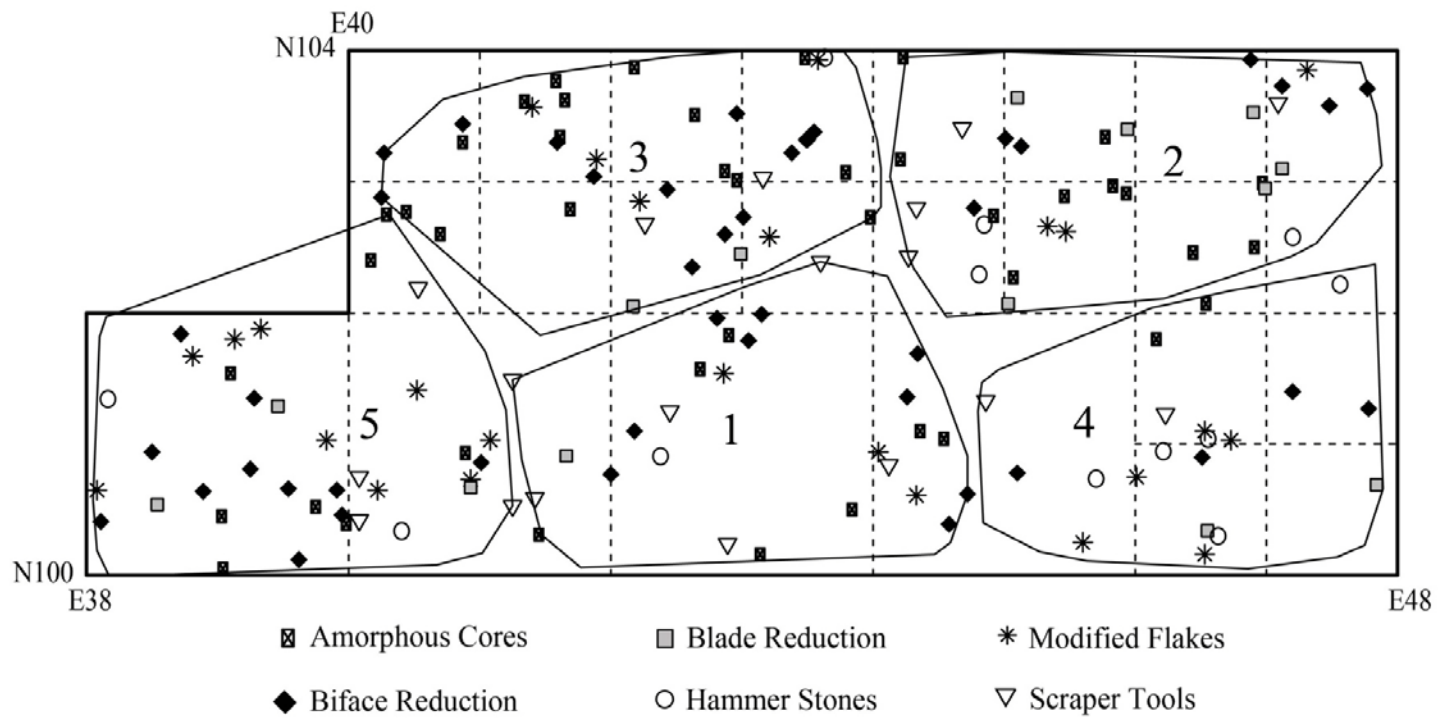 E40
N104
3
2
5
1
4
N100
E38
E48
Amorphous Cores
Blade Reduction
Modified Flakes
Biface Reduction
Hammer Stones
Scraper Tools